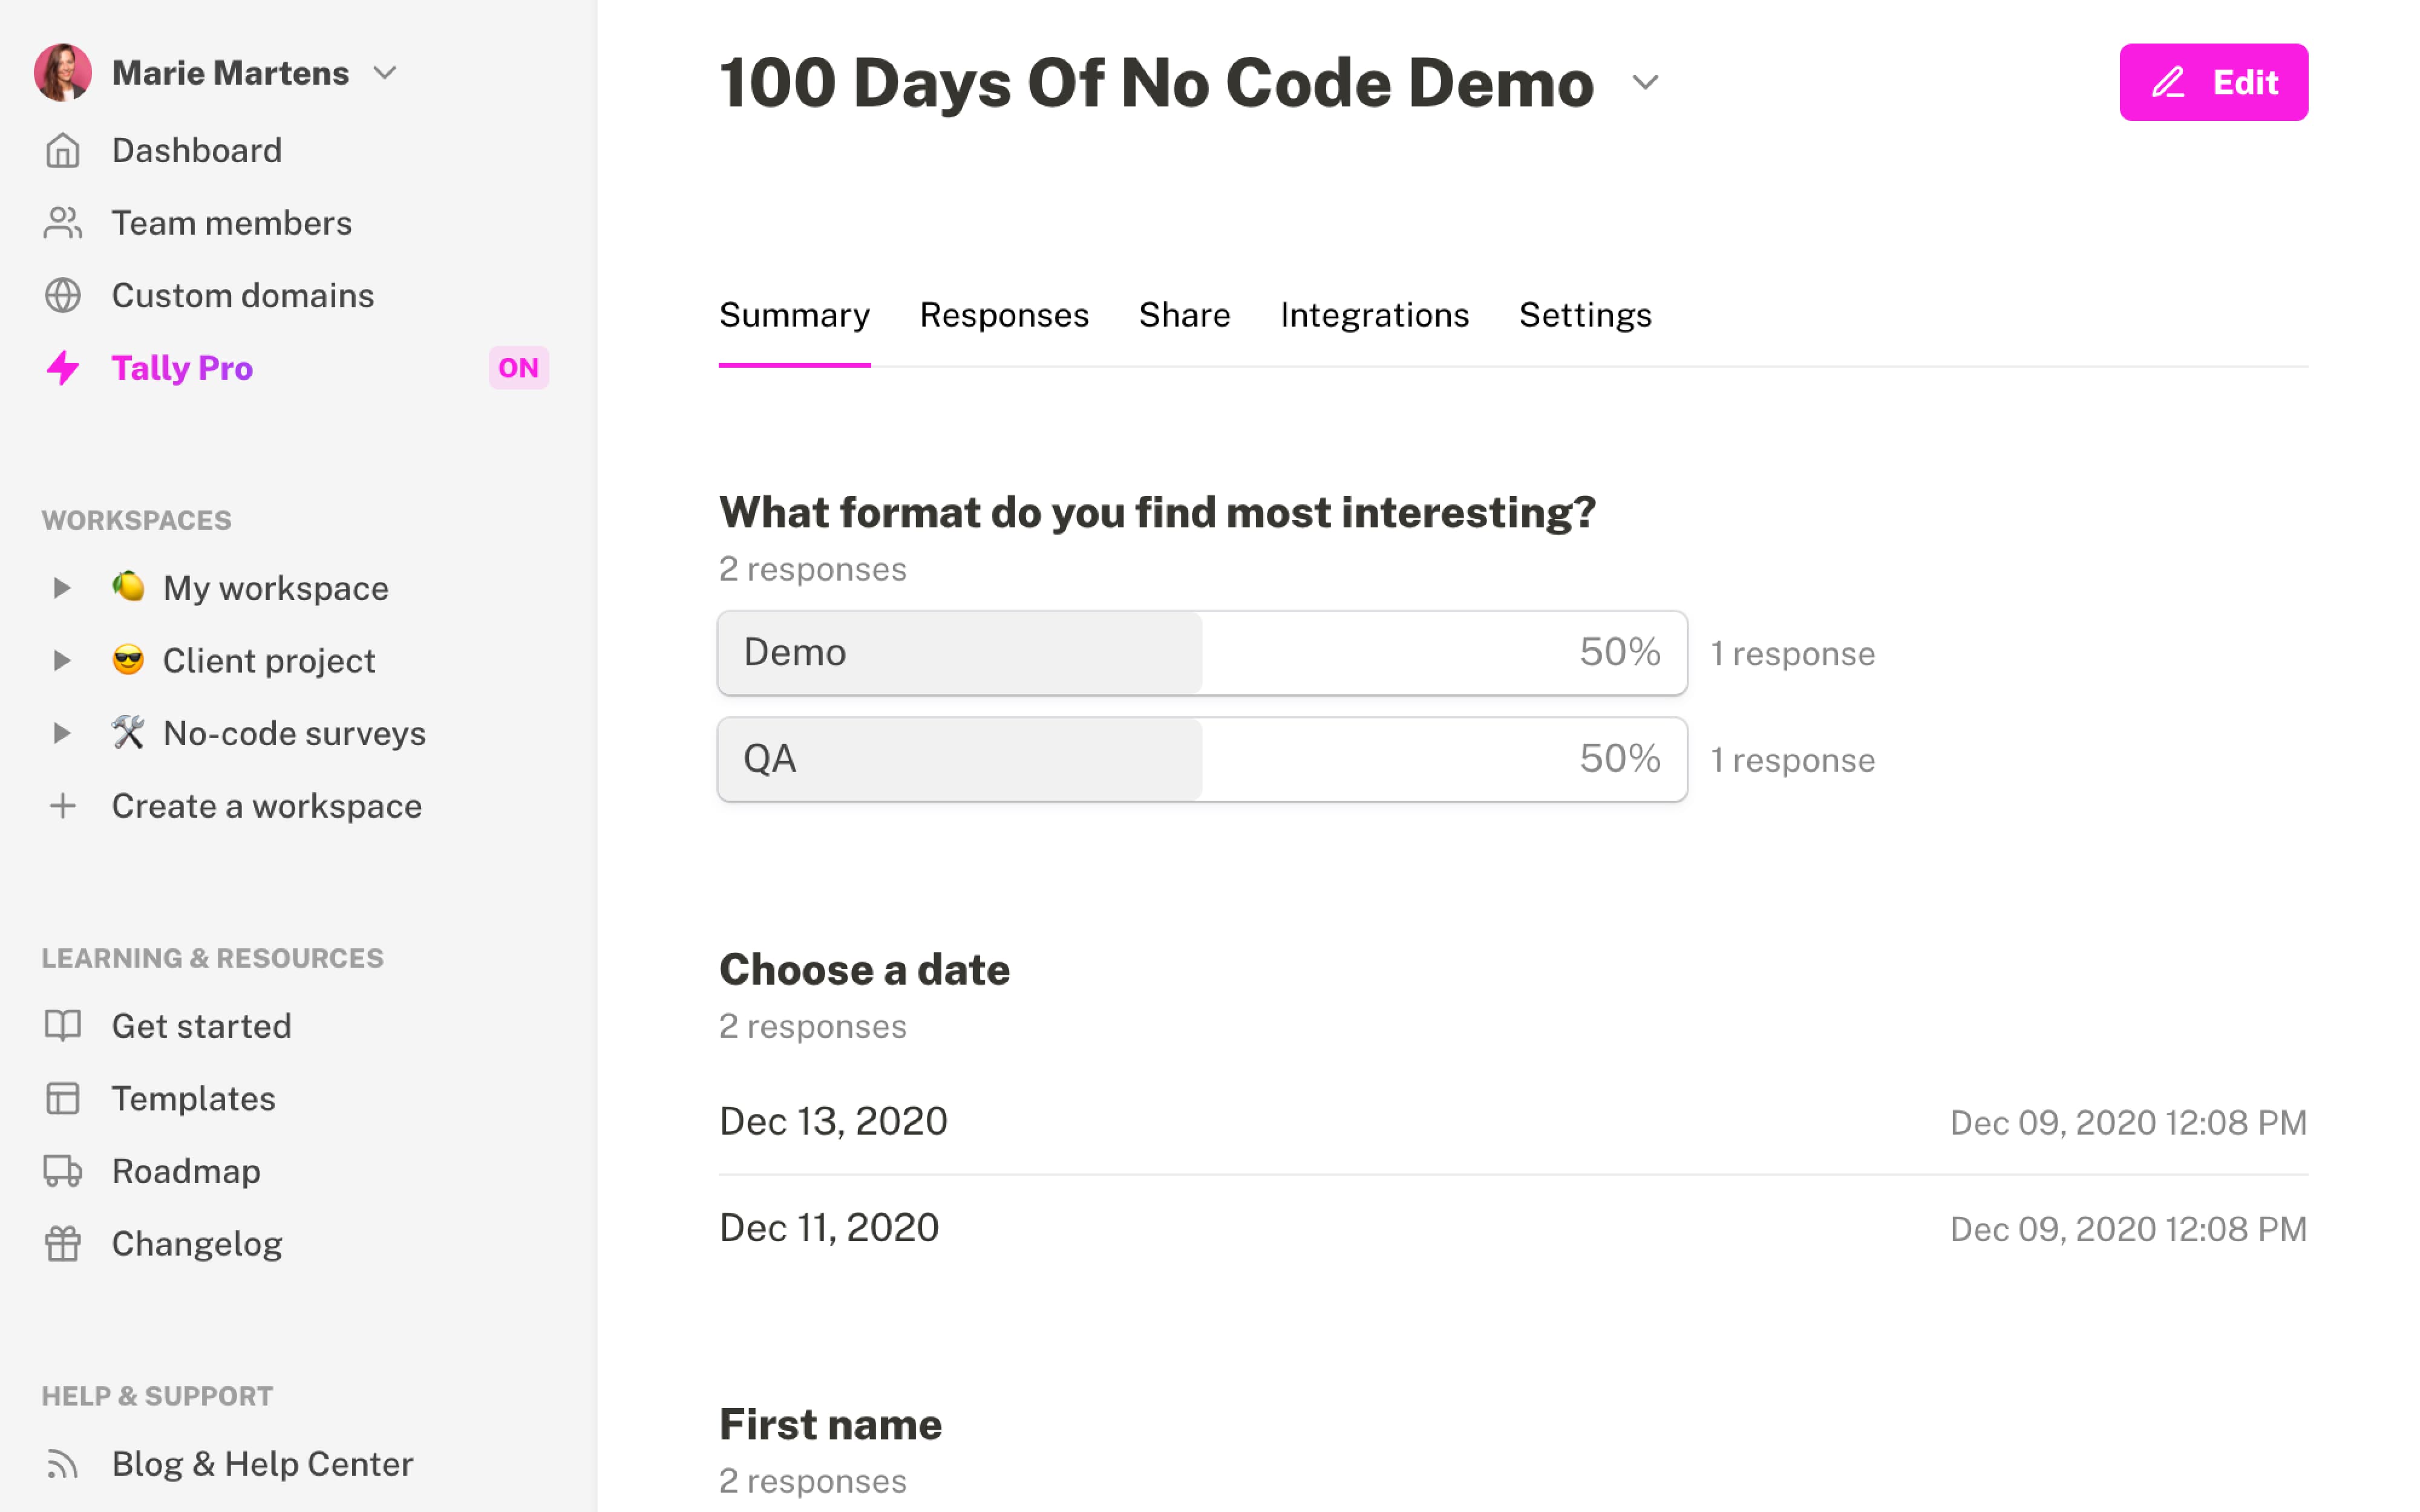 Marie Martens
Dashboard
Team members
Custom domains
Tally Pro ON
WORKSPACES
My workspace
Client project
No-code surveys
Create a workspace
LEARNING & RESOURCES
Get started
Templates
Roadmap
Changelog
HELP & SUPPORT
Blog & Help Center
100 Days Of No Code Demo
Edit
Summary Responses Share Integrations Settings
What format do you find most interesting?
2 responses
Demo 50% 1 response
QA 50% 1 response
Choose a date
2 responses
Dec 13, 2020 Dec 09, 2020 12:08 PM
Dec 11, 2020 Dec 09, 2020 12:08 PM
First name
2 responses